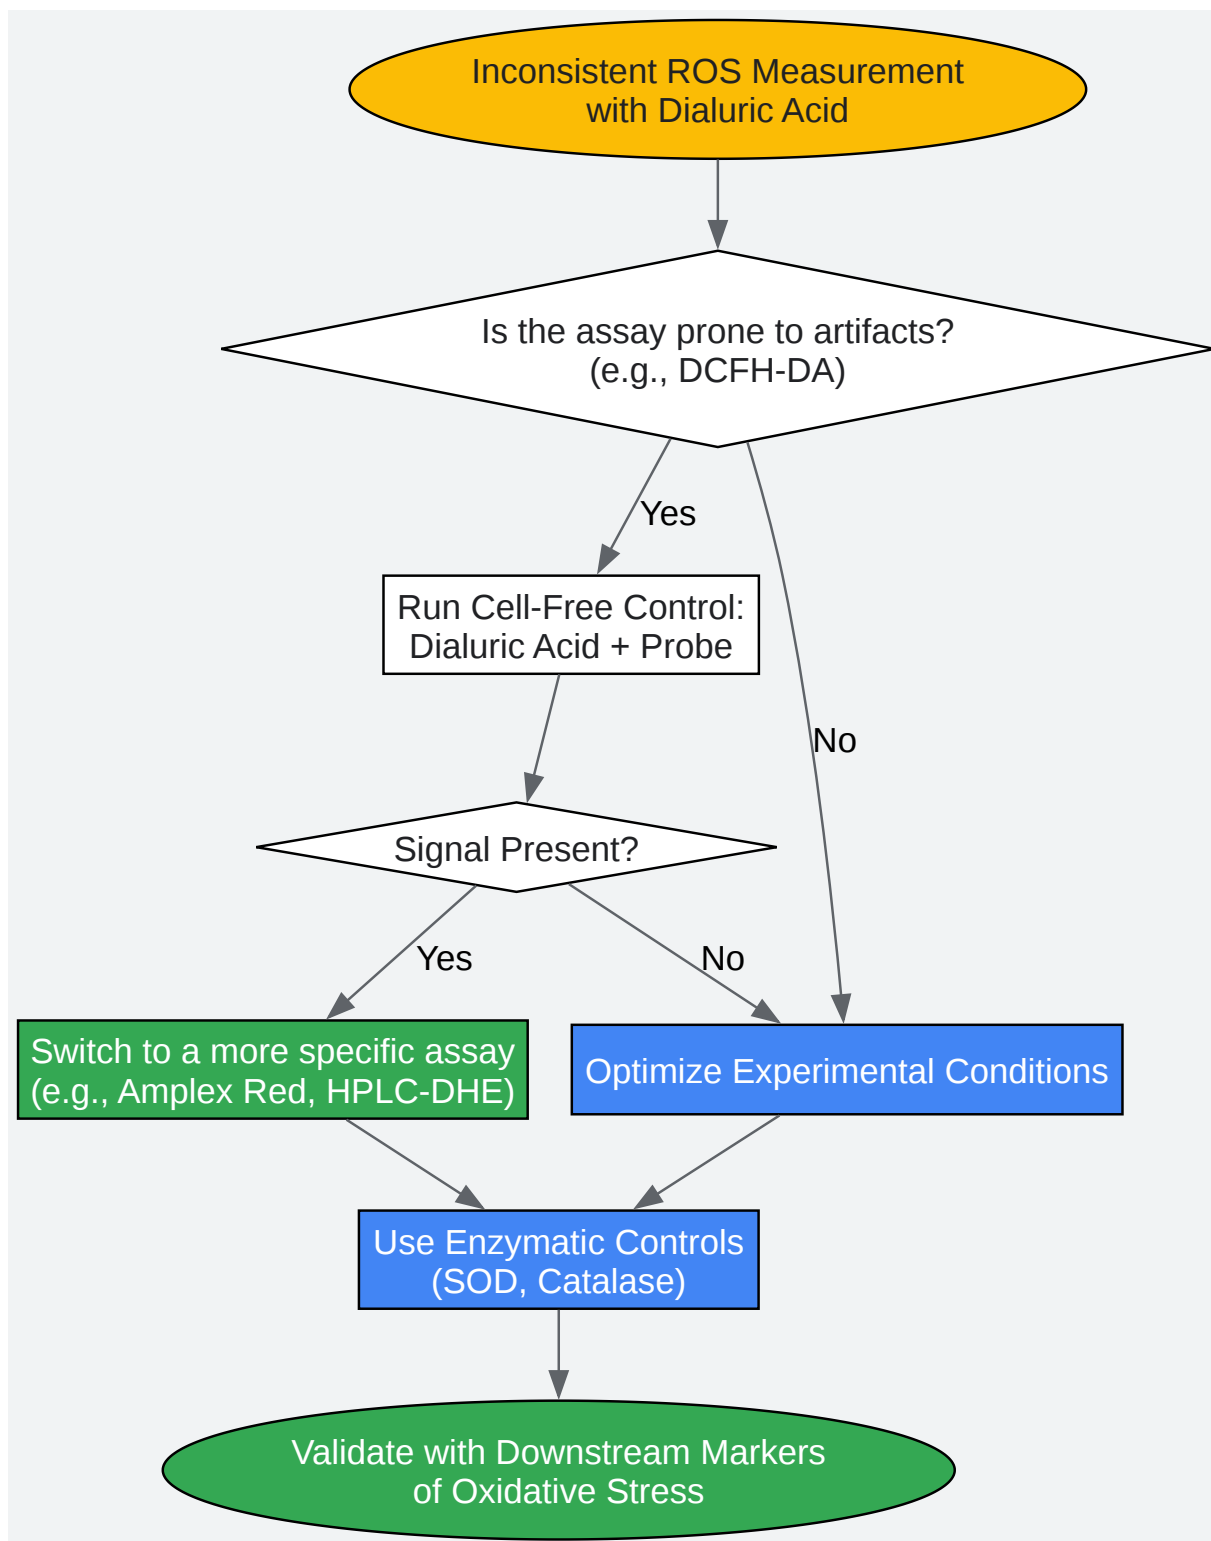 Inconsistent ROS Measurement
with Dialuric Acid
Is the assay prone to artifacts?
(e.g., DCFH-DA)
Yes
Run Cell-Free Control:
Dialuric Acid + Probe
No
Signal Present?
Yes
No
Switch to a more specific assay
(e.g., Amplex Red, HPLC-DHE)
Optimize Experimental Conditions
Use Enzymatic Controls
(SOD, Catalase)
Validate with Downstream Markers
of Oxidative Stress